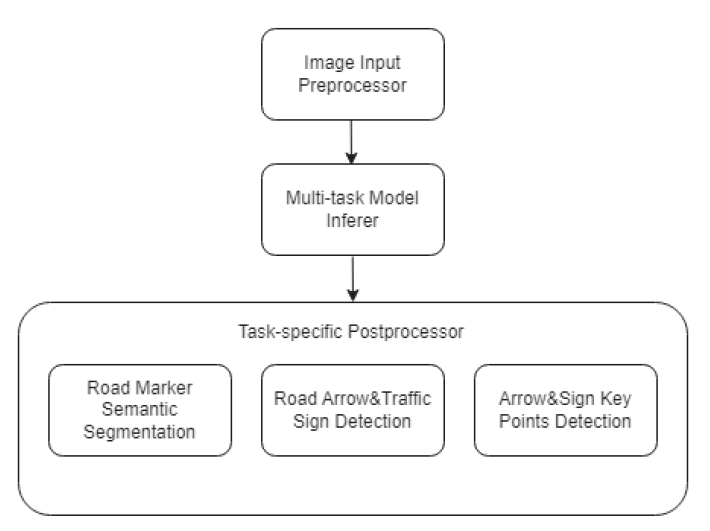 Image Input
Preprocessor
Multi-task Model
Inferer
Task-specific Postprocessor
Road Marker
Semantic
Segmentation
Road Arrow&Traffic
Sign Detection
Arrow&Sign Key
Points Detection